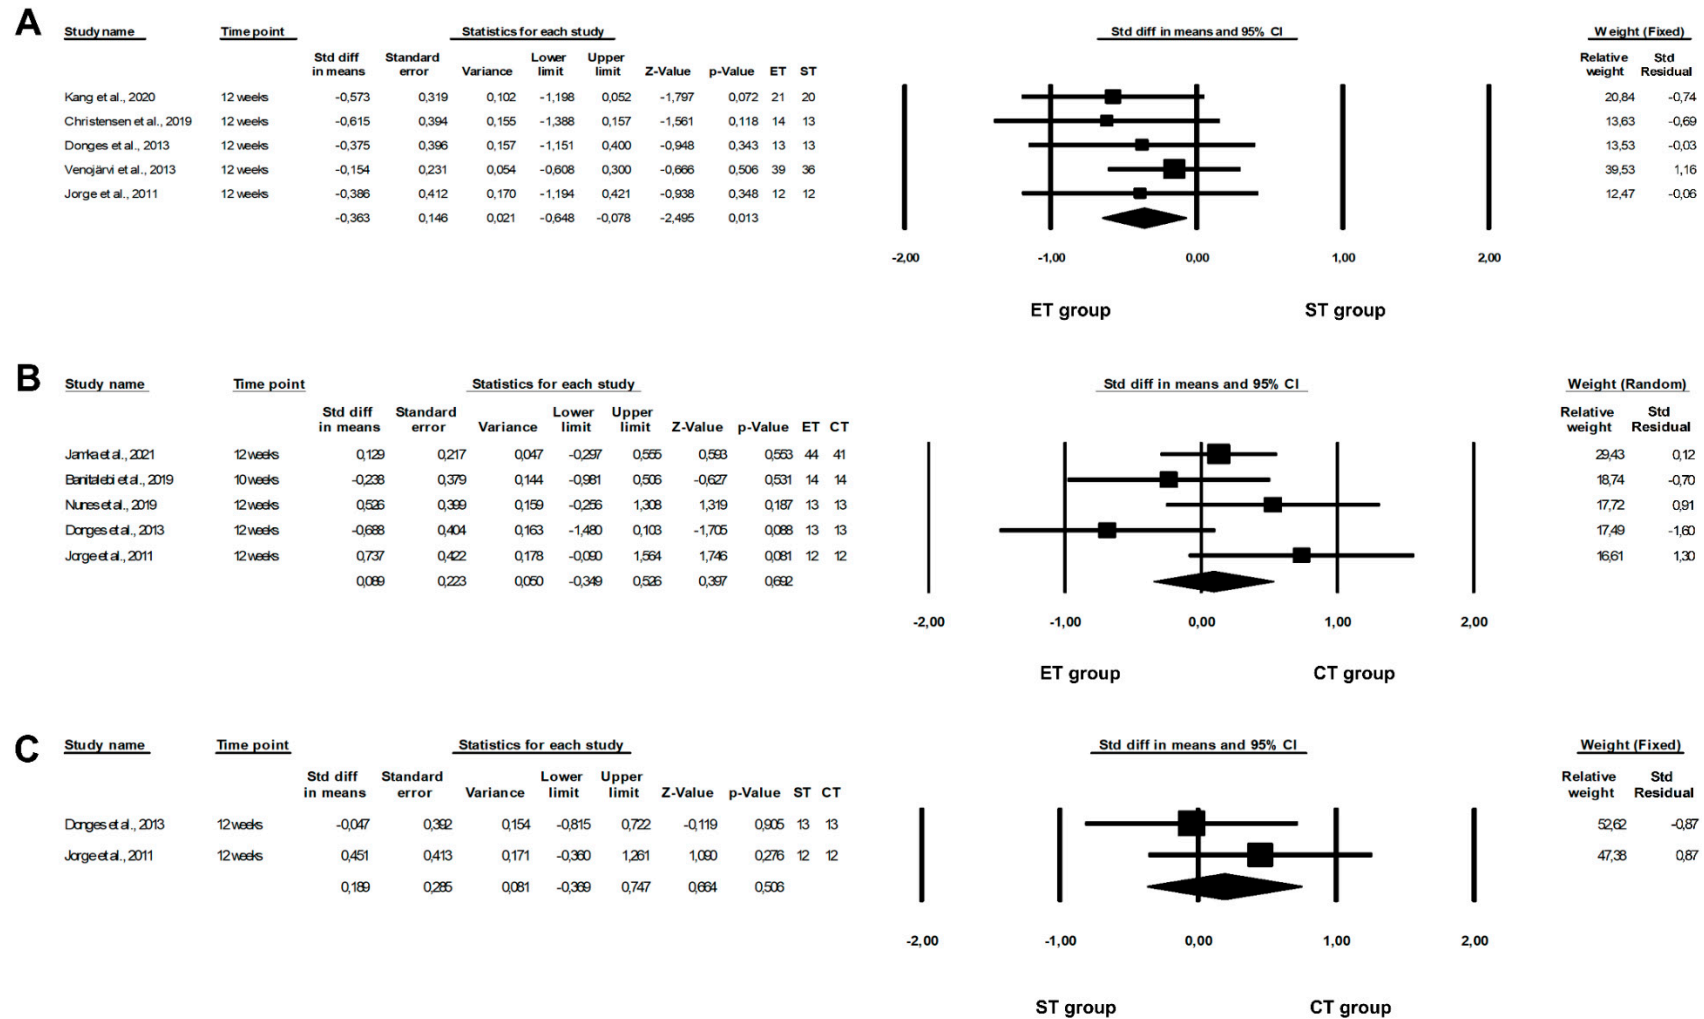 A
Study name Time point Statistics for each study Std diff in means and 95% CI Weight (Fixed)
Std diff in means Standard error Variance Lower limit Upper limit Z-Value p-Value ET ST Relative weight Std Residual
Kang et al., 2020 12 weeks -0,573 0,319 0,102 -1,198 0,052 -1,797 0,072 21 20 20,84 -0,74
Christensen et al., 2019 12 weeks -0,615 0,394 0,155 -1,388 0,157 -1,561 0,118 14 13 13,63 -0,69
Donges et al., 2013 12 weeks -0,375 0,396 0,157 -1,151 0,400 -0,948 0,343 13 13 13,53 -0,03
Venojärvi et al., 2013 12 weeks -0,154 0,231 0,054 -0,608 0,300 -0,666 0,506 39 36 39,53 1,16
Jorge et al., 2011 12 weeks -0,386 0,412 0,170 -1,194 0,421 -0,938 0,348 12 12 12,47 -0,06
-0,363 0,146 0,021 -0,648 -0,078 -2,495 0,013
-2,00 -1,00 0,00 1,00 2,00
ET group ST group
B
Study name Time point Statistics for each study Std diff in means and 95% CI Weight (Random)
Std diff in means Standard error Variance Lower limit Upper limit Z-Value p-Value ET CT Relative weight Std Residual
Jamka et al., 2021 12 weeks 0,129 0,217 0,047 -0,297 0,555 0,593 0,553 44 41 29,43 0,12
Banitalebi et al., 2019 10 weeks -0,238 0,379 0,144 -0,981 0,506 -0,627 0,531 14 14 18,74 -0,70
Nunes et al., 2019 12 weeks 0,526 0,399 0,159 -0,256 1,308 1,319 0,187 13 13 17,72 0,91
Donges et al., 2013 12 weeks -0,688 0,404 0,163 -1,480 0,103 -1,705 0,088 13 13 17,49 -1,60
Jorge et al., 2011 12 weeks 0,737 0,422 0,178 -0,090 1,564 1,746 0,081 12 12 16,61 1,30
0,089 0,223 0,050 -0,349 0,526 0,397 0,692
-2,00 -1,00 0,00 1,00 2,00
ET group CT group
C
Study name Time point Statistics for each study Std diff in means and 95% CI Weight (Fixed)
Std diff in means Standard error Variance Lower limit Upper limit Z-Value p-Value ST CT Relative weight Std Residual
Donges et al., 2013 12 weeks -0,047 0,392 0,154 -0,815 0,722 -0,119 0,905 13 13 52,62 -0,87
Jorge et al., 2011 12 weeks 0,451 0,413 0,171 -0,360 1,261 1,090 0,276 12 12 47,38 0,87
0,189 0,285 0,081 -0,369 0,747 0,664 0,506
-2,00 -1,00 0,00 1,00 2,00
ST group CT group